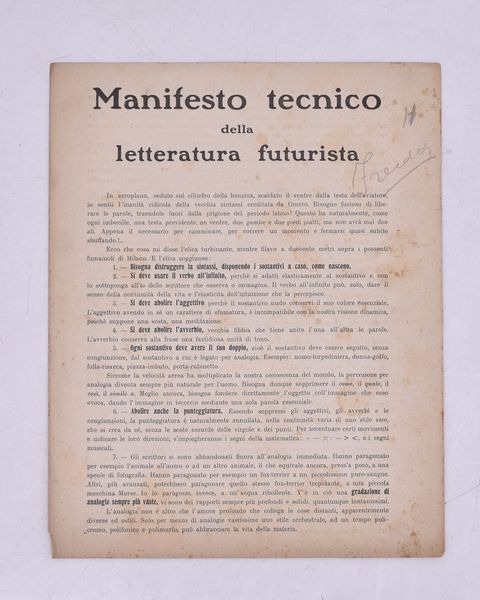 Manifesto tecnico
della
letteratura futurista
In aeroplano, seduto sul cilindro della benzina, scaldato il ventre dalla testa dell'aviatore,
io sentii l'inanità ridicola della vecchia sintassi ereditata da Omero. Bisogno furioso di libe-
rare le parole, traendole fuori dalla prigione del periodo latino! Questo ha naturalmente, come
ogni imbecille, una testa previdente, un ventre, due gambe e due piedi piatti, ma non avrà mai due
ali. Appena il necessario per camminare, per correre un momento e fermarsi quasi subito
sbuffando!..
Ecco che cosa mi disse l'elica turbinante, mentre filavo a duecento metri sopra i possenti
fumaiuoli di Milano. E l'elica soggiunse:
1. — Bisogna distruggere la sintassi, disponendo i sostantivi a caso, come nascono.
2. — Si deve usare il verbo all'infinito, perchè si adatti elasticamente al sostantivo e non
lo sottoponga all'io dello scrittore che osserva o immagina. Il verbo all'infinito può, solo, dare il
senso della continuità della vita e l'elasticità dell'intuizione che la percepisce.
3. — Si deve abolire l'aggettivo perchè il sostantivo nudo conservi il suo colore essenziale.
L'aggettivo avendo in sè un carattere di sfumatura, è incompatibile con la nostra visione dinamica,
poichè suppone una sosta, una meditazione.
4. — Si deve abolire l'avverbio, vecchia fibbia che tiene unite l'una all'altra le parole.
L'avverbio conserva alla frase una fastidiosa unità di tono.
5. — Ogni sostantivo deve avere il suo doppio, cioè il sostantivo deve essere seguito, senza
congiunzione, dal sostantivo a cui è legato per analogia. Esempio: uomo-torpediniera, donna-golfo,
folla-risacca, piazza-imbuto, porta-rubinetto.
Siccome la velocità aerea ha moltiplicato la nostra conoscenza del mondo, la percezione per
analogia diventa sempre più naturale per l'uomo. Bisogna dunque sopprimere il come, il quale, il
così, il simile a. Meglio ancora, bisogna fondere direttamente l'oggetto coll'immagine che esso
evoca, dando l'immagine in iscorcio mediante una sola parola essenziale.
6. — Abolire anche la punteggiatura. Essendo soppressi gli aggettivi, gli avverbi e le
congiunzioni, la punteggiatura è naturalmente annullata, nella continuità varia di uno stile vivo,
che si crea da sè, senza le soste assurde delle virgole e dei punti. Per accentuare certi movimenti
e indicare le loro direzioni, s'impiegheranno i segni della matematica: + — × : — > <, e i segni
musicali.
7. — Gli scrittori si sono abbandonati finora all'analogia immediata. Hanno paragonato
per esempio l'animale all'uomo o ad un altro animale, il che equivale ancora, press'a poco, a una
specie di fotografia. Hanno paragonato per esempio un fox-terrier a un piccolissimo puro-sangue.
Altri, più avanzati, potrebbero paragonare quello stesso fox-terrier trepidante, a una piccola
macchina Morse. Io lo paragono, invece, a un'acqua ribollente. V'è in ciò una gradazione di
analogie sempre più vaste, vi sono dei rapporti sempre più profondi e solidi, quantunque lontanissimi.
L'analogia non è altro che l'amore profondo che collega le cose distanti, apparentemente
diverse ed ostili. Solo per mezzo di analogie vastissime uno stile orchestrale, ad un tempo poli-
cromo, polifonico e polimorfo, può abbracciare la vita della materia.